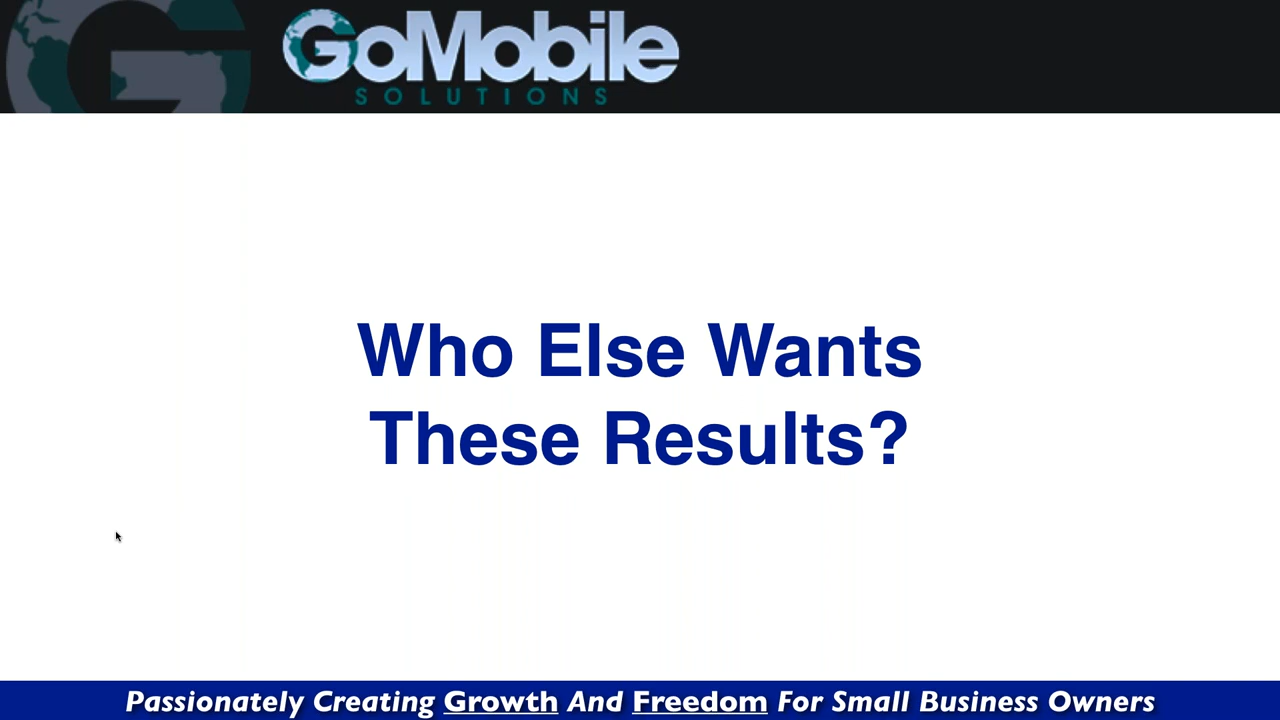 GoMobile
SOLUTIONS
Who Else Wants
These Results?
Passionately Creating Growth And Freedom For Small Business Owners